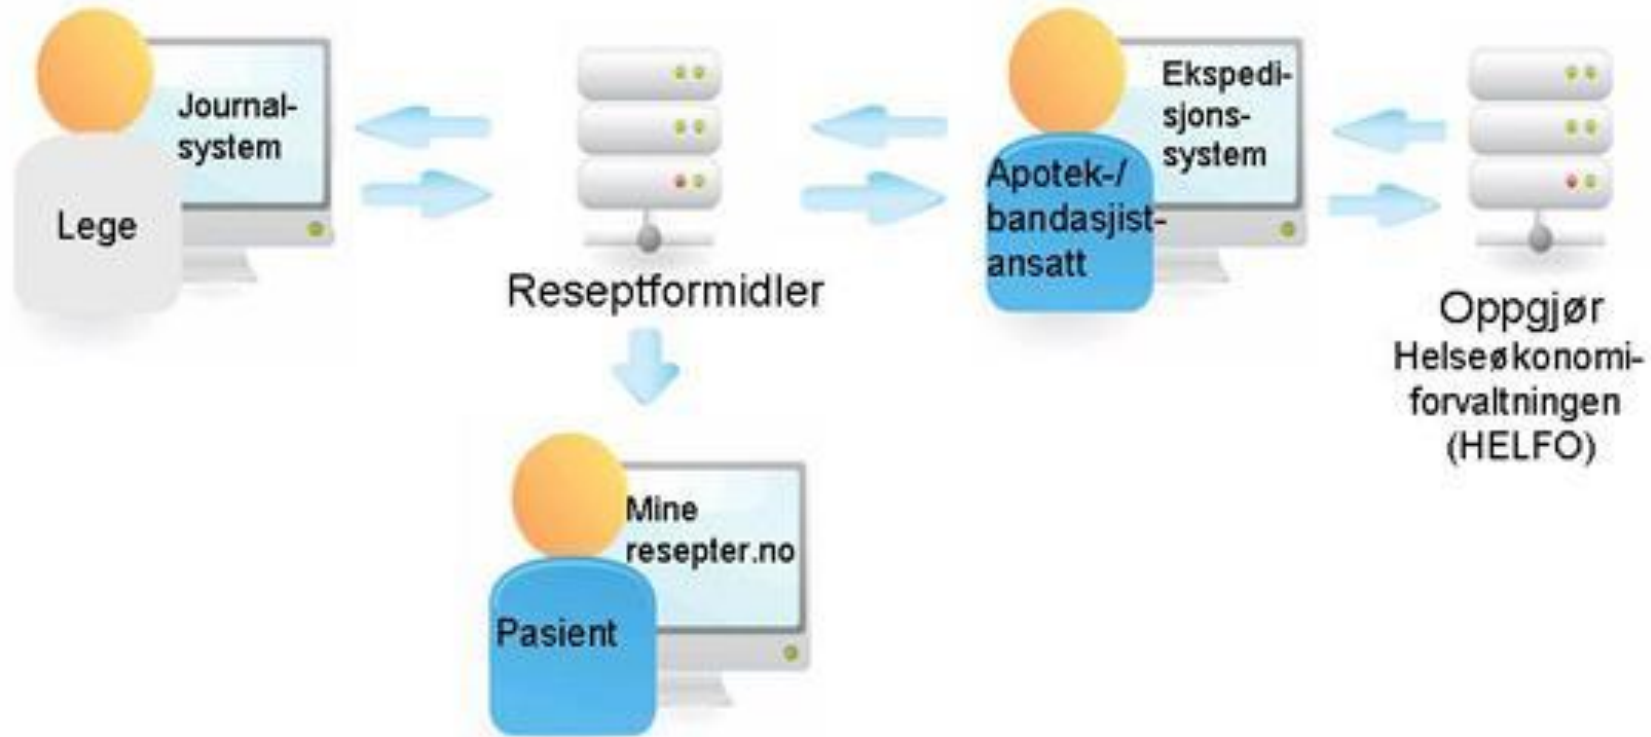 Journal-
system
Lege
Reseptformidler
Ekspedi-
sjons-
system
Apotek-/
bandasjist-
ansatt
Oppgjør
Helseøkonomi-
forvaltningen
(HELFO)
Mine
resepter.no
Pasient